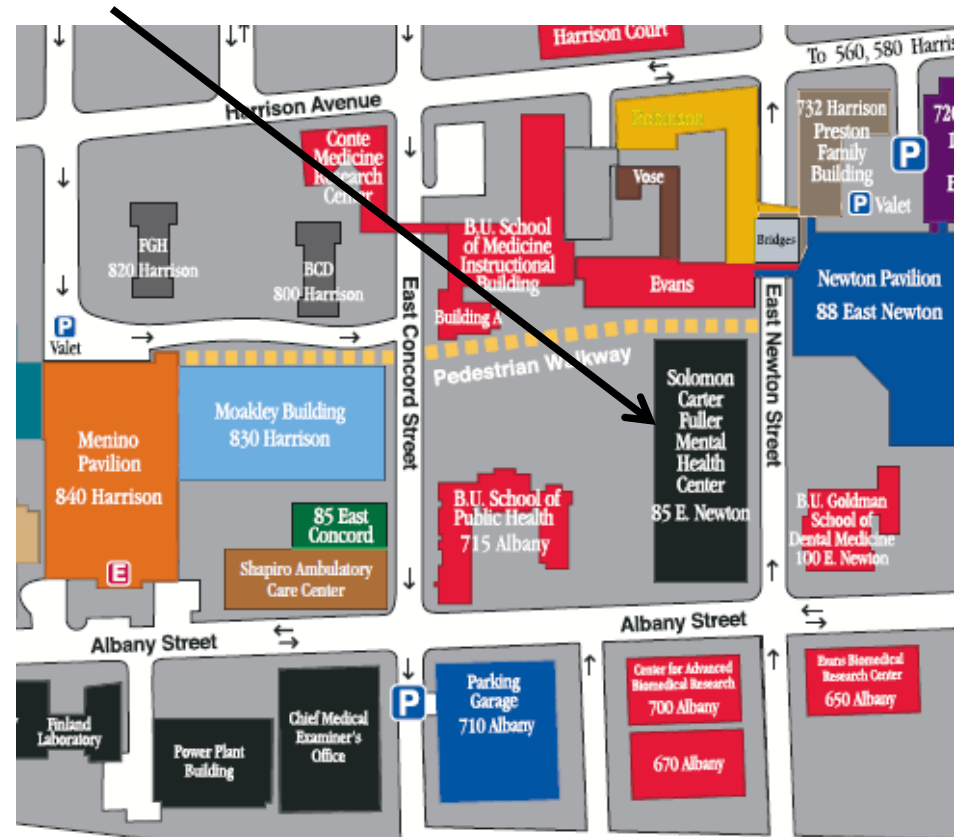 Harrison Court
To 560, 580 Harris
Harrison Avenue
732 Harrison
Preston
Family
Building
P
Valet
P
720
Conte
Medicine
Research
Center
Robinson
Vose
Bridges
B.U. School
of Medicine
Instructional
Building
Building A
Evans
Newton Pavilion
88 East Newton
FGH
820 Harrison
BCD
800 Harrison
P
Valet
East Concord Street
Pedestrian Walkway
East Newton Street
Solomon
Carter
Fuller
Mental
Health
Center
85 E. Newton
Moakley Building
830 Harrison
Menino
Pavilion
840 Harrison
E
85 East
Concord
Shapiro Ambulatory
Care Center
B.U. School of
Public Health
715 Albany
B.U. Goldman
School of
Dental Medicine
100 E. Newton
Albany Street
Albany Street
Finland
Laboratory
Power Plant
Building
Chief Medical
Examiner's
Office
P
Parking
Garage
710 Albany
Center for Advanced
Biomedical Research
700 Albany
670 Albany
Evans Biomedical
Research Center
650 Albany